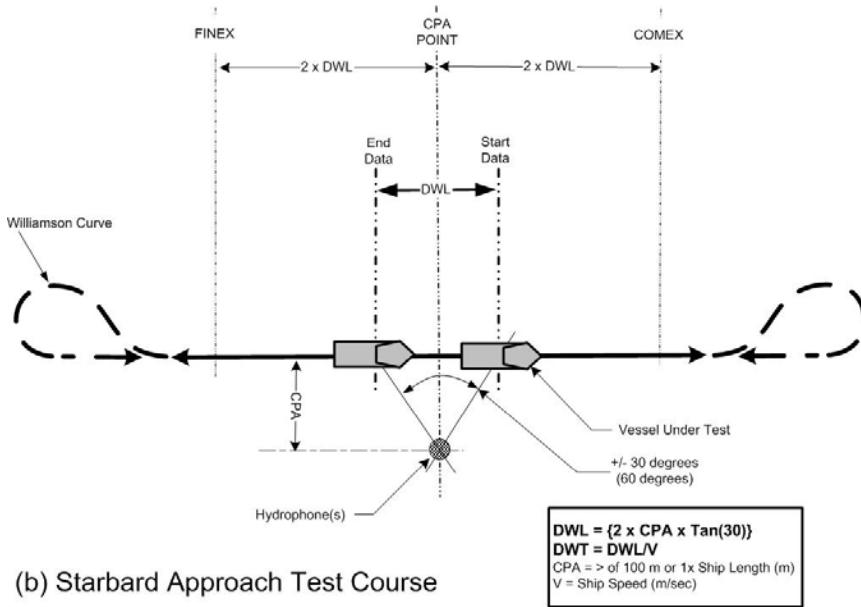 FINEX
CPA
POINT
COMEX
2 x DWL
2 x DWL
End
Data
Start
Data
DWL
Williamson Curve
CPA
Vessel Under Test
+/- 30 degrees
(60 degrees)
Hydrophone(s)
DWL = {2 x CPA x Tan(30)}
DWT = DWL/V
CPA = > of 100 m or 1x Ship Length (m)
V = Ship Speed (m/sec)
(b) Starbard Approach Test Course